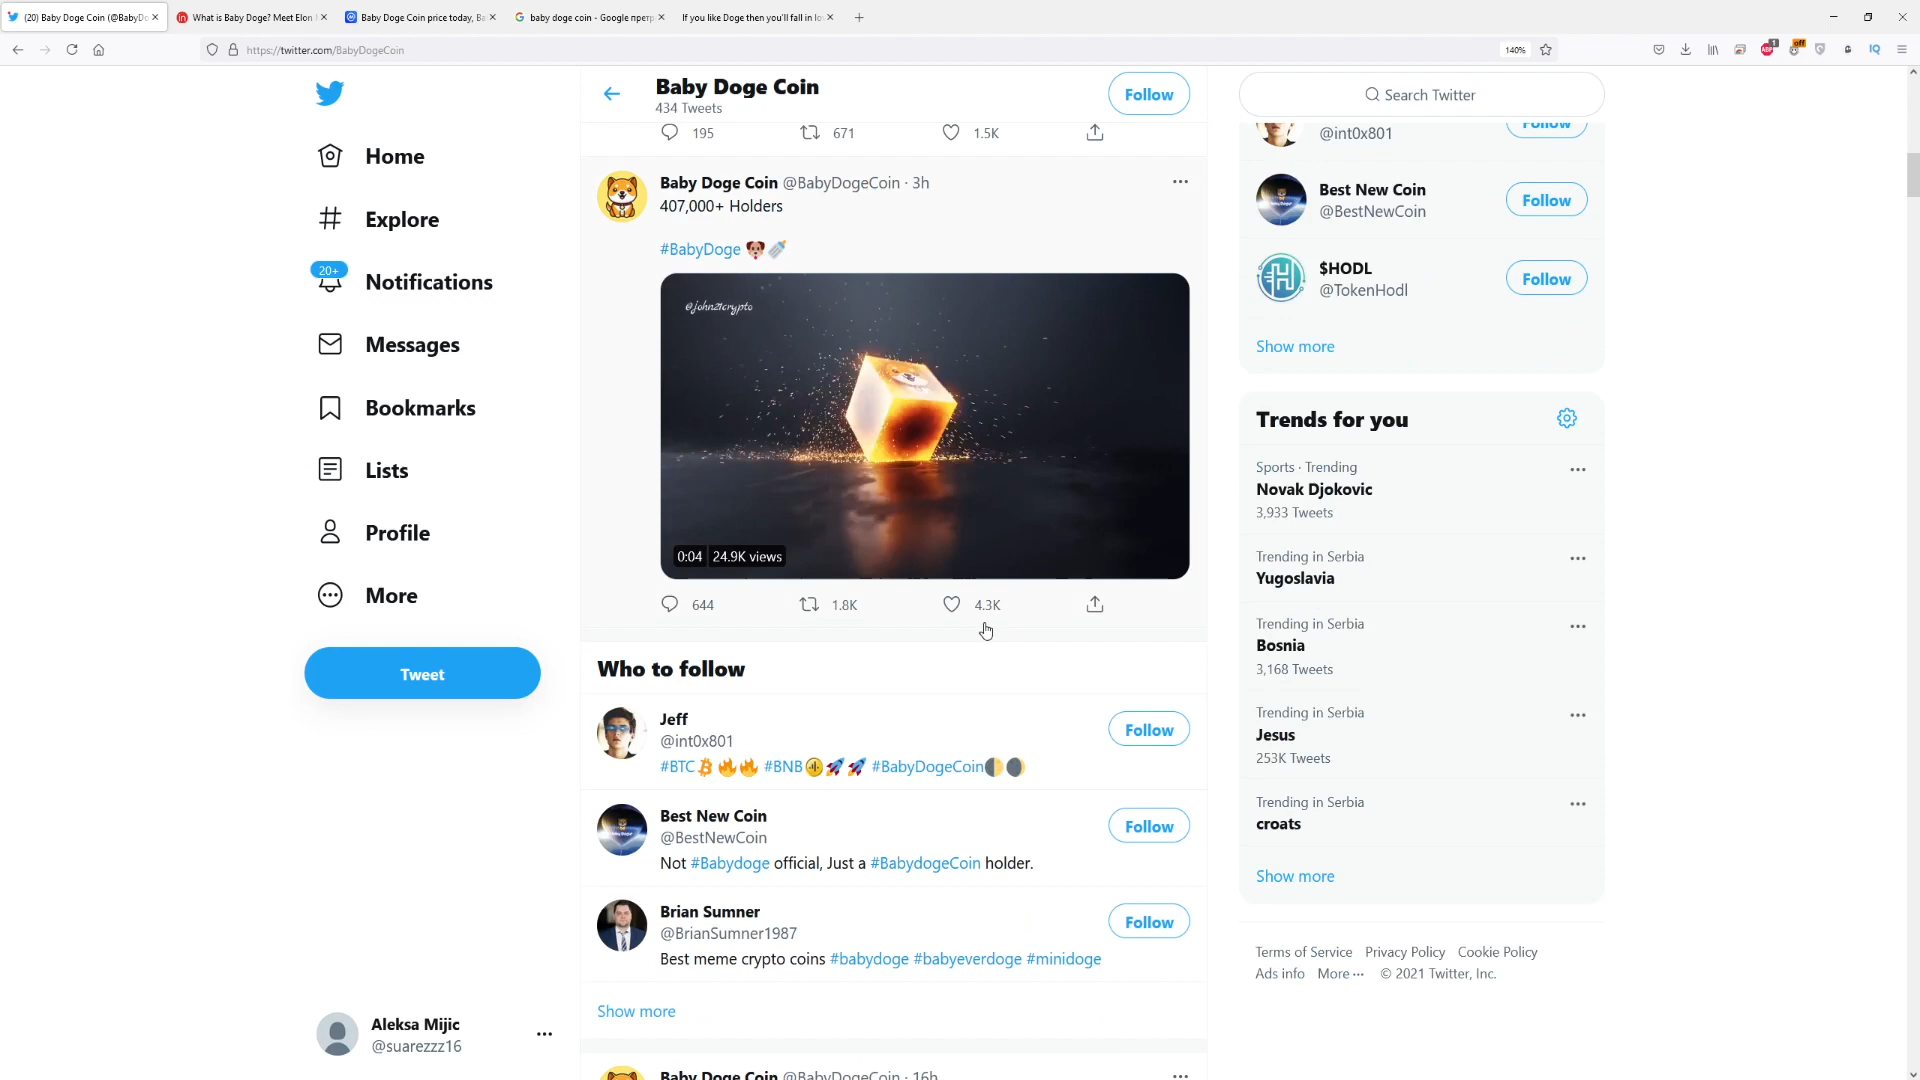 (20) Baby Doge Coin (@BabyDo
What is Baby Doge? Meet Elon
Baby Doge Coin price today, Ba
baby doge coin - Google претр
If you like Doge then you'll fall in lo
https://twitter.com/BabyDogeCoin
140%
ABP
1
off
IQ
Home
Explore
20+
Notifications
Messages
Bookmarks
Lists
Profile
More
Tweet
Aleksa Mijic
@suarezzz16
Baby Doge Coin
434 Tweets
Follow
195
671
1.5K
Baby Doge Coin @BabyDogeCoin · 3h
407,000+ Holders
#BabyDoge
@john21crypto
0:04
24.9K views
644
1.8K
4.3K
Who to follow
Jeff
@int0x801
Follow
#BTC #BNB #BabyDogeCoin
Best New Coin
@BestNewCoin
Follow
Not #Babydoge official, Just a #BabydogeCoin holder.
Brian Sumner
@BrianSumner1987
Follow
Best meme crypto coins #babydoge #babyeverdoge #minidoge
Show more
Baby Doge Coin @BabyDogeCoin · 16h
Search Twitter
@int0x801
Follow
Best New Coin
@BestNewCoin
Follow
$HODL
@TokenHodl
Follow
Show more
Trends for you
Sports · Trending
Novak Djokovic
3,933 Tweets
Trending in Serbia
Yugoslavia
Trending in Serbia
Bosnia
3,168 Tweets
Trending in Serbia
Jesus
253K Tweets
Trending in Serbia
croats
Show more
Terms of Service Privacy Policy Cookie Policy
Ads info More ··· © 2021 Twitter, Inc.